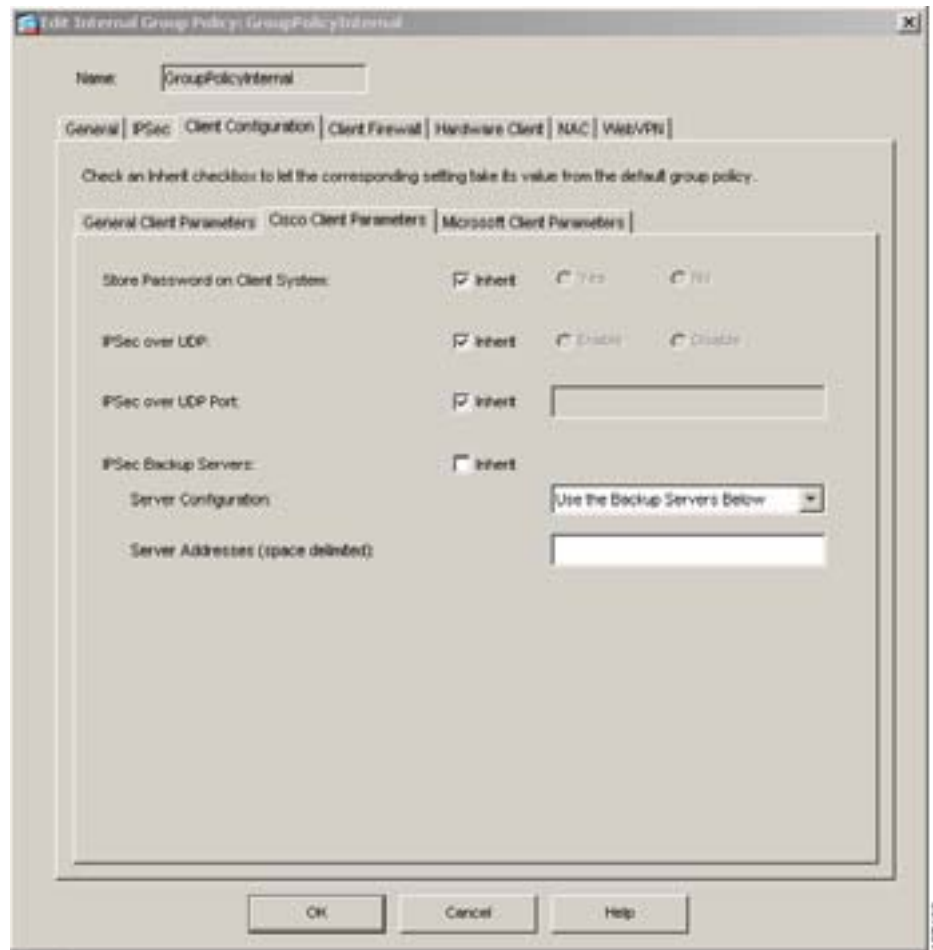 Edit Internal Group Policy: GroupPolicyInternal
Name: GroupPolicyInternal
General IPSec Client Configuration Client Firewall Hardware Client NAC WebVPN
Check an Inherit checkbox to let the corresponding setting take its value from the default group policy.
General Client Parameters Cisco Client Parameters Microsoft Client Parameters
Store Password on Client System: Inherit Yes No
IPSec over UDP: Inherit Enable Disable
IPSec over UDP Port: Inherit
IPSec Backup Servers: Inherit
Server Configuration Use the Backup Servers Below
Server Addresses (space delimited)
OK Cancel Help